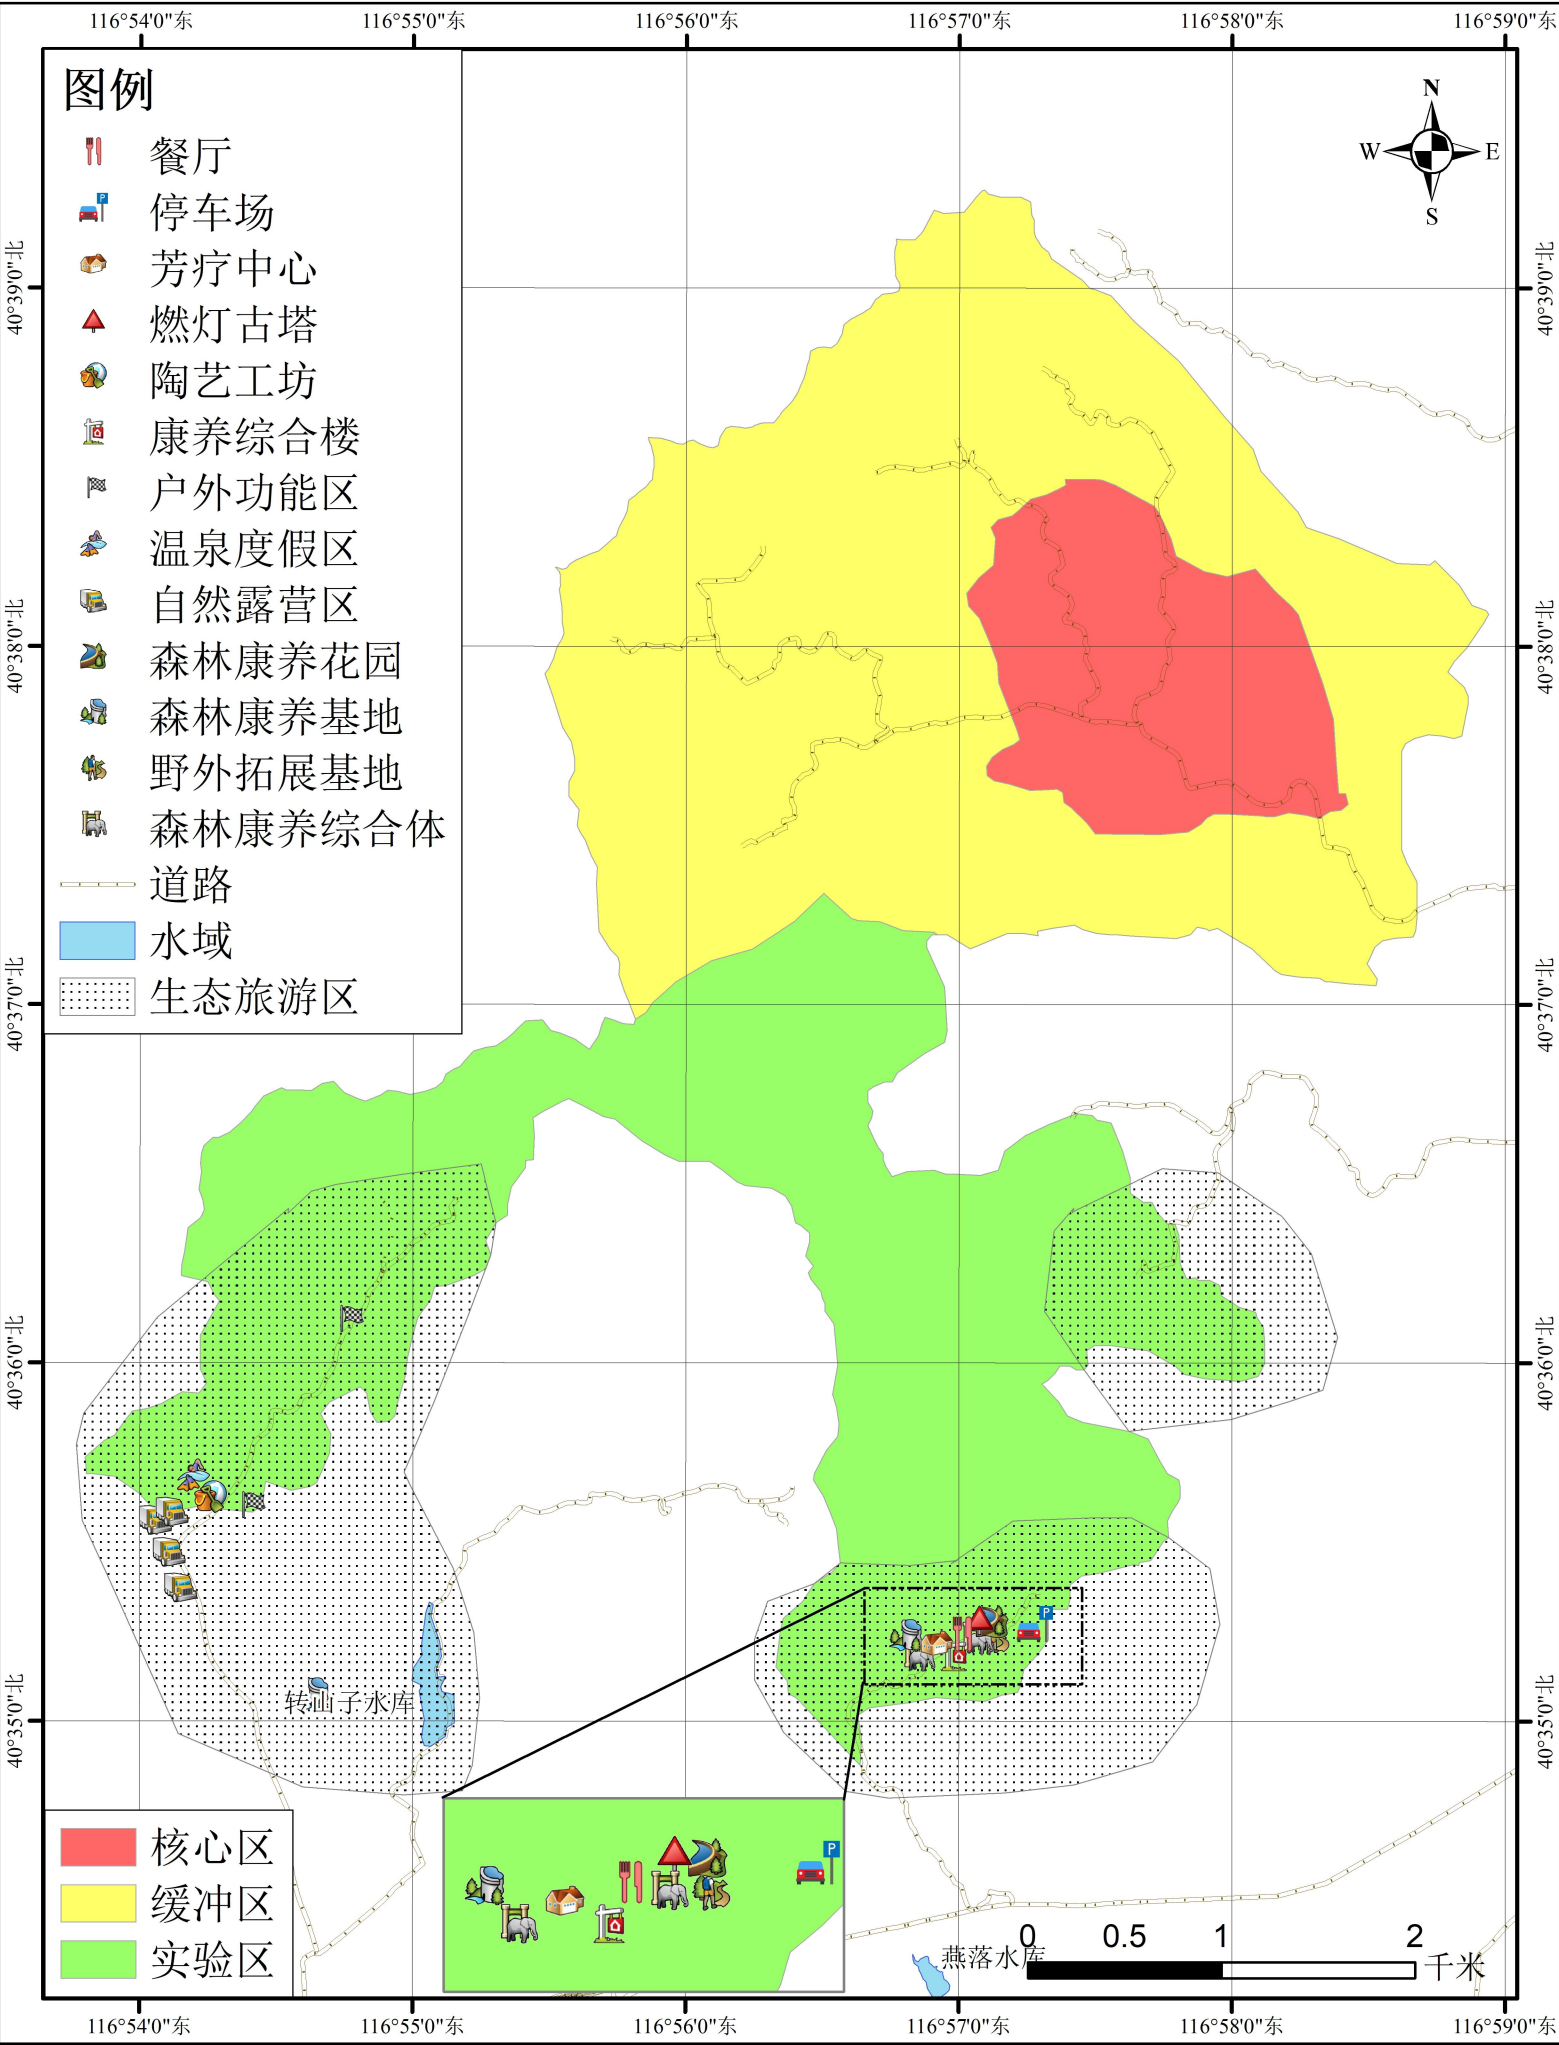 116°54'0"东 116°55'0"东 116°56'0"东 116°57'0"东 116°58'0"东 116°59'0"东
图例
餐厅
停车场
芳疗中心
燃灯古塔
陶艺工坊
康养综合楼
户外功能区
温泉度假区
自然露营区
森林康养花园
森林康养基地
野外拓展基地
森林康养综合体
道路
水域
生态旅游区
N
W E
S
40°39'0"北 40°39'0"北
40°38'0"北 40°38'0"北
40°37'0"北 40°37'0"北
40°36'0"北 40°36'0"北
40°35'0"北 40°35'0"北
P
转山子水库
P
核心区
缓冲区
实验区
燕落水库
0 0.5 1 2
千米
116°54'0"东 116°55'0"东 116°56'0"东 116°57'0"东 116°58'0"东 116°59'0"东